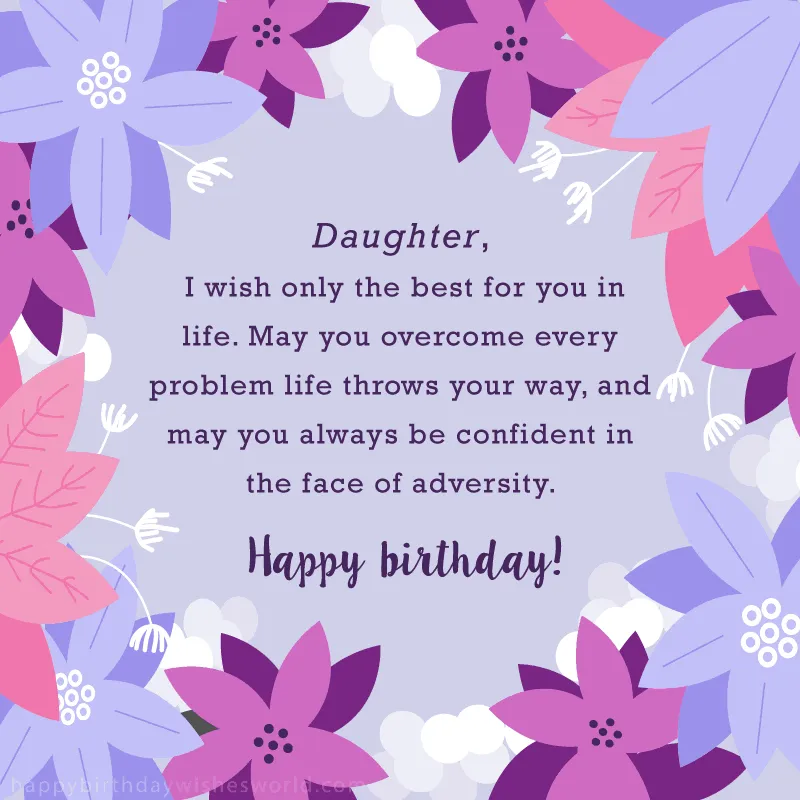 Daughter,
I wish only the best for you in
life. May you overcome every
problem life throws your way, and
may you always be confident in
the face of adversity.
Happy birthday!
happybirthdaywishesworld.com